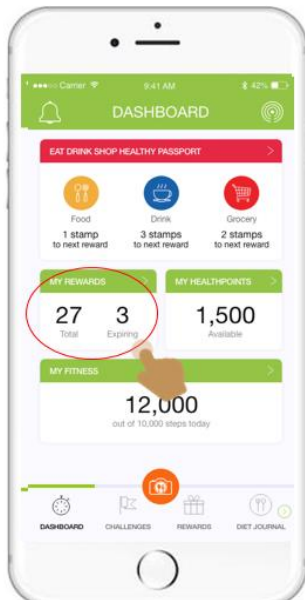 Carrier 9:41 AM 42%
DASHBOARD
EAT DRINK SHOP HEALTHY PASSPORT >
Food Drink Grocery
1 stamp 3 stamps 2 stamps
to next reward to next reward to next reward
MY REWARDS > MY HEALTHPOINTS >
27 3 1,500
Total Expiring Available
MY FITNESS >
12,000
out of 10,000 steps today
DASHBOARD CHALLENGES REWARDS DIET JOURNAL